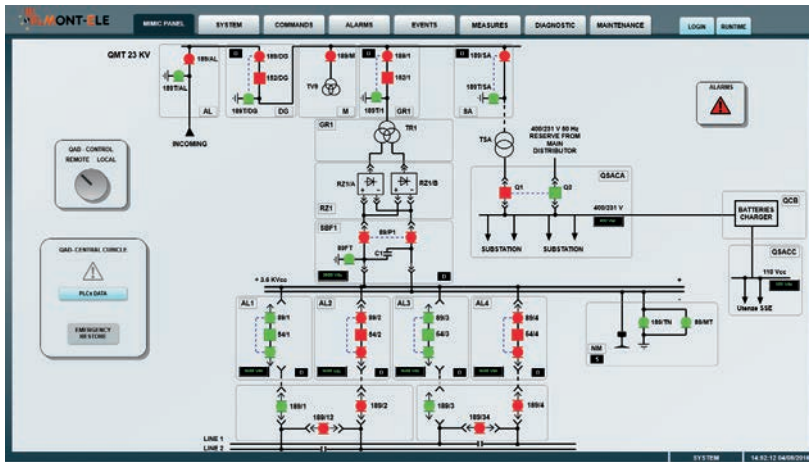 MONT-ELE
MIMIC PANEL
SYSTEM
COMMANDS
ALARMS
EVENTS
MEASURES
DIAGNOSTIC
MAINTENANCE
LOGIN
RUNTIME
QMT 23 KV
189/AL
189T/AL
AL
INCOMING
189/DG
182/DG
189T/DG
DG
189/M
TV9
M
189/1
182/1
189T/1
GR1
189/SA
189T/SA
SA
ALARMS
QAD - CONTROL
REMOTE LOCAL
GR1
TR1
TSA
400/231 V 50 Hz
RESERVE FROM
MAIN
DISTRIBUTOR
RZ1/A
RZ1/B
RZ1
Q1
Q2
QSACA
400/231 V
SUBSTATION
SUBSTATION
BATTERIES
CHARGER
QCB
QSACC
110 Vcc
Utenze SSE
SBF1
89/P1
89FT
C1
QAD-CENTRAL CUBICLE
PLCs DATA
EMERGENCY
RESTORE
+ 3.6 KVcc
+
-
AL1
89/1
54/1
AL2
89/2
54/2
AL3
89/3
54/3
AL4
89/4
54/4
NM
S
189/TN
89/MT
189/1
189/2
189/12
189/3
189/4
189/34
LINE 1
LINE 2
SYSTEM